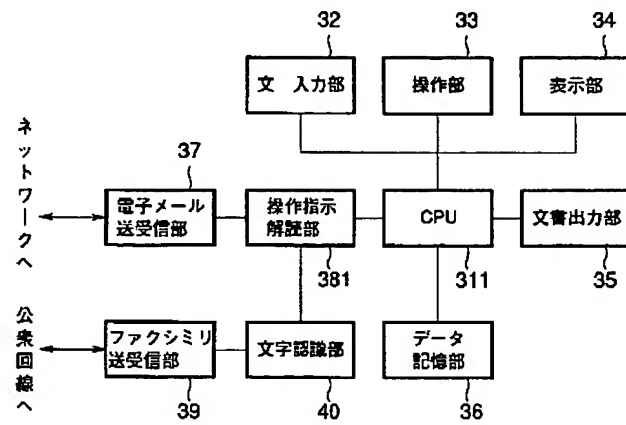 32
33
34
文 入力部
操作部
表示部
ネットワークへ
37
電子メール
送受信部
操作指示
解読部
CPU
文書出力部
381
311
35
公衆回線へ
ファクシミリ
送受信部
文字認識部
データ
記憶部
39
40
36